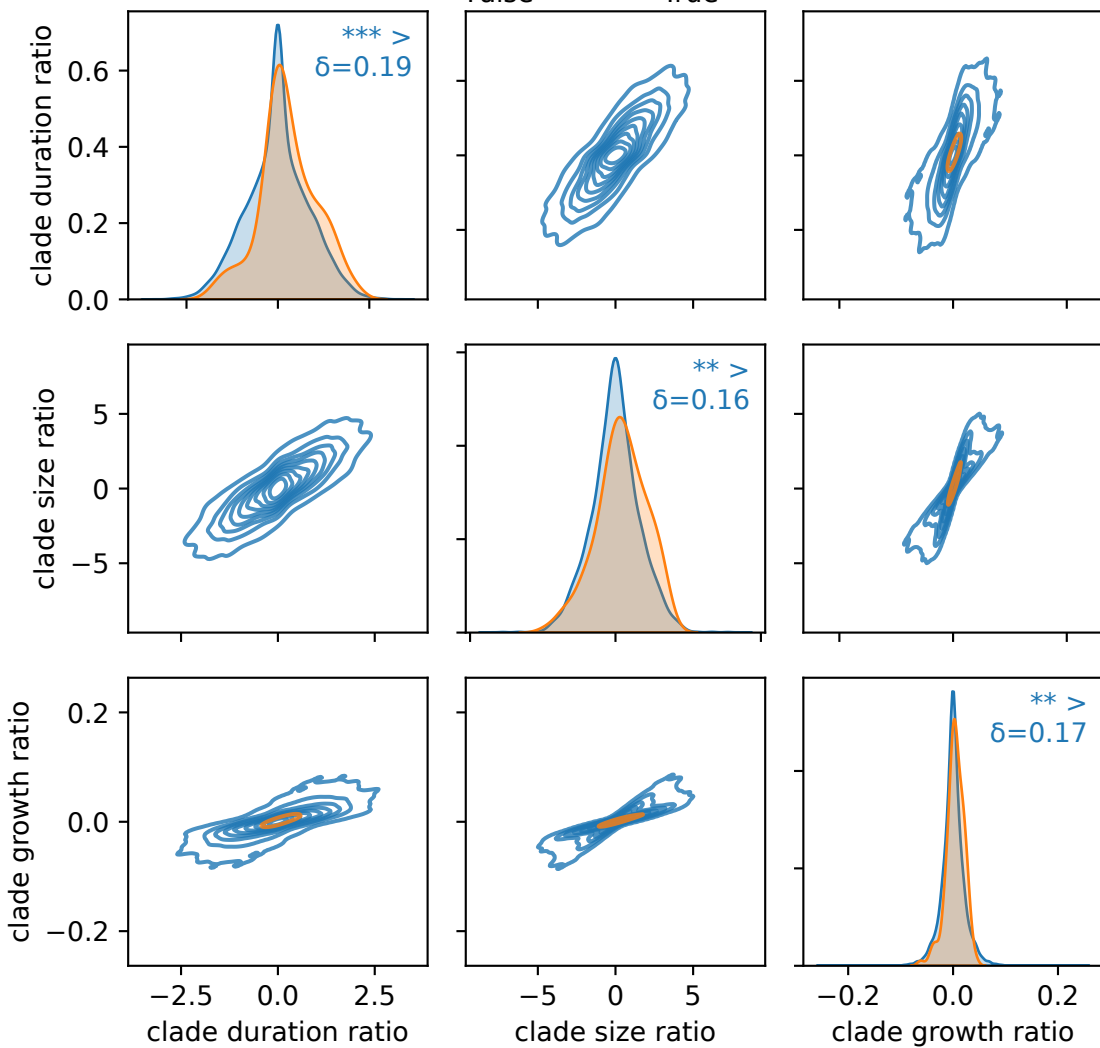 True
clade duration ratio
0.6
0.4
0.2
0.0
*** >
δ=0.19
clade size ratio
5
0
−5
** >
δ=0.16
clade growth ratio
0.2
0.0
−0.2
** >
δ=0.17
−2.5 0.0 2.5
−5 0 5
−0.2 0.0 0.2
clade duration ratio
clade size ratio
clade growth ratio